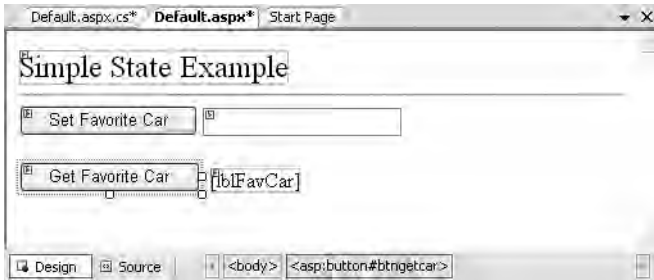 Default.aspx.cs* Default.aspx* Start Page
Simple State Example
Set Favorite Car
Get Favorite Car [lblFavCar]
Design Source <body> <asp:button#btngetcar>